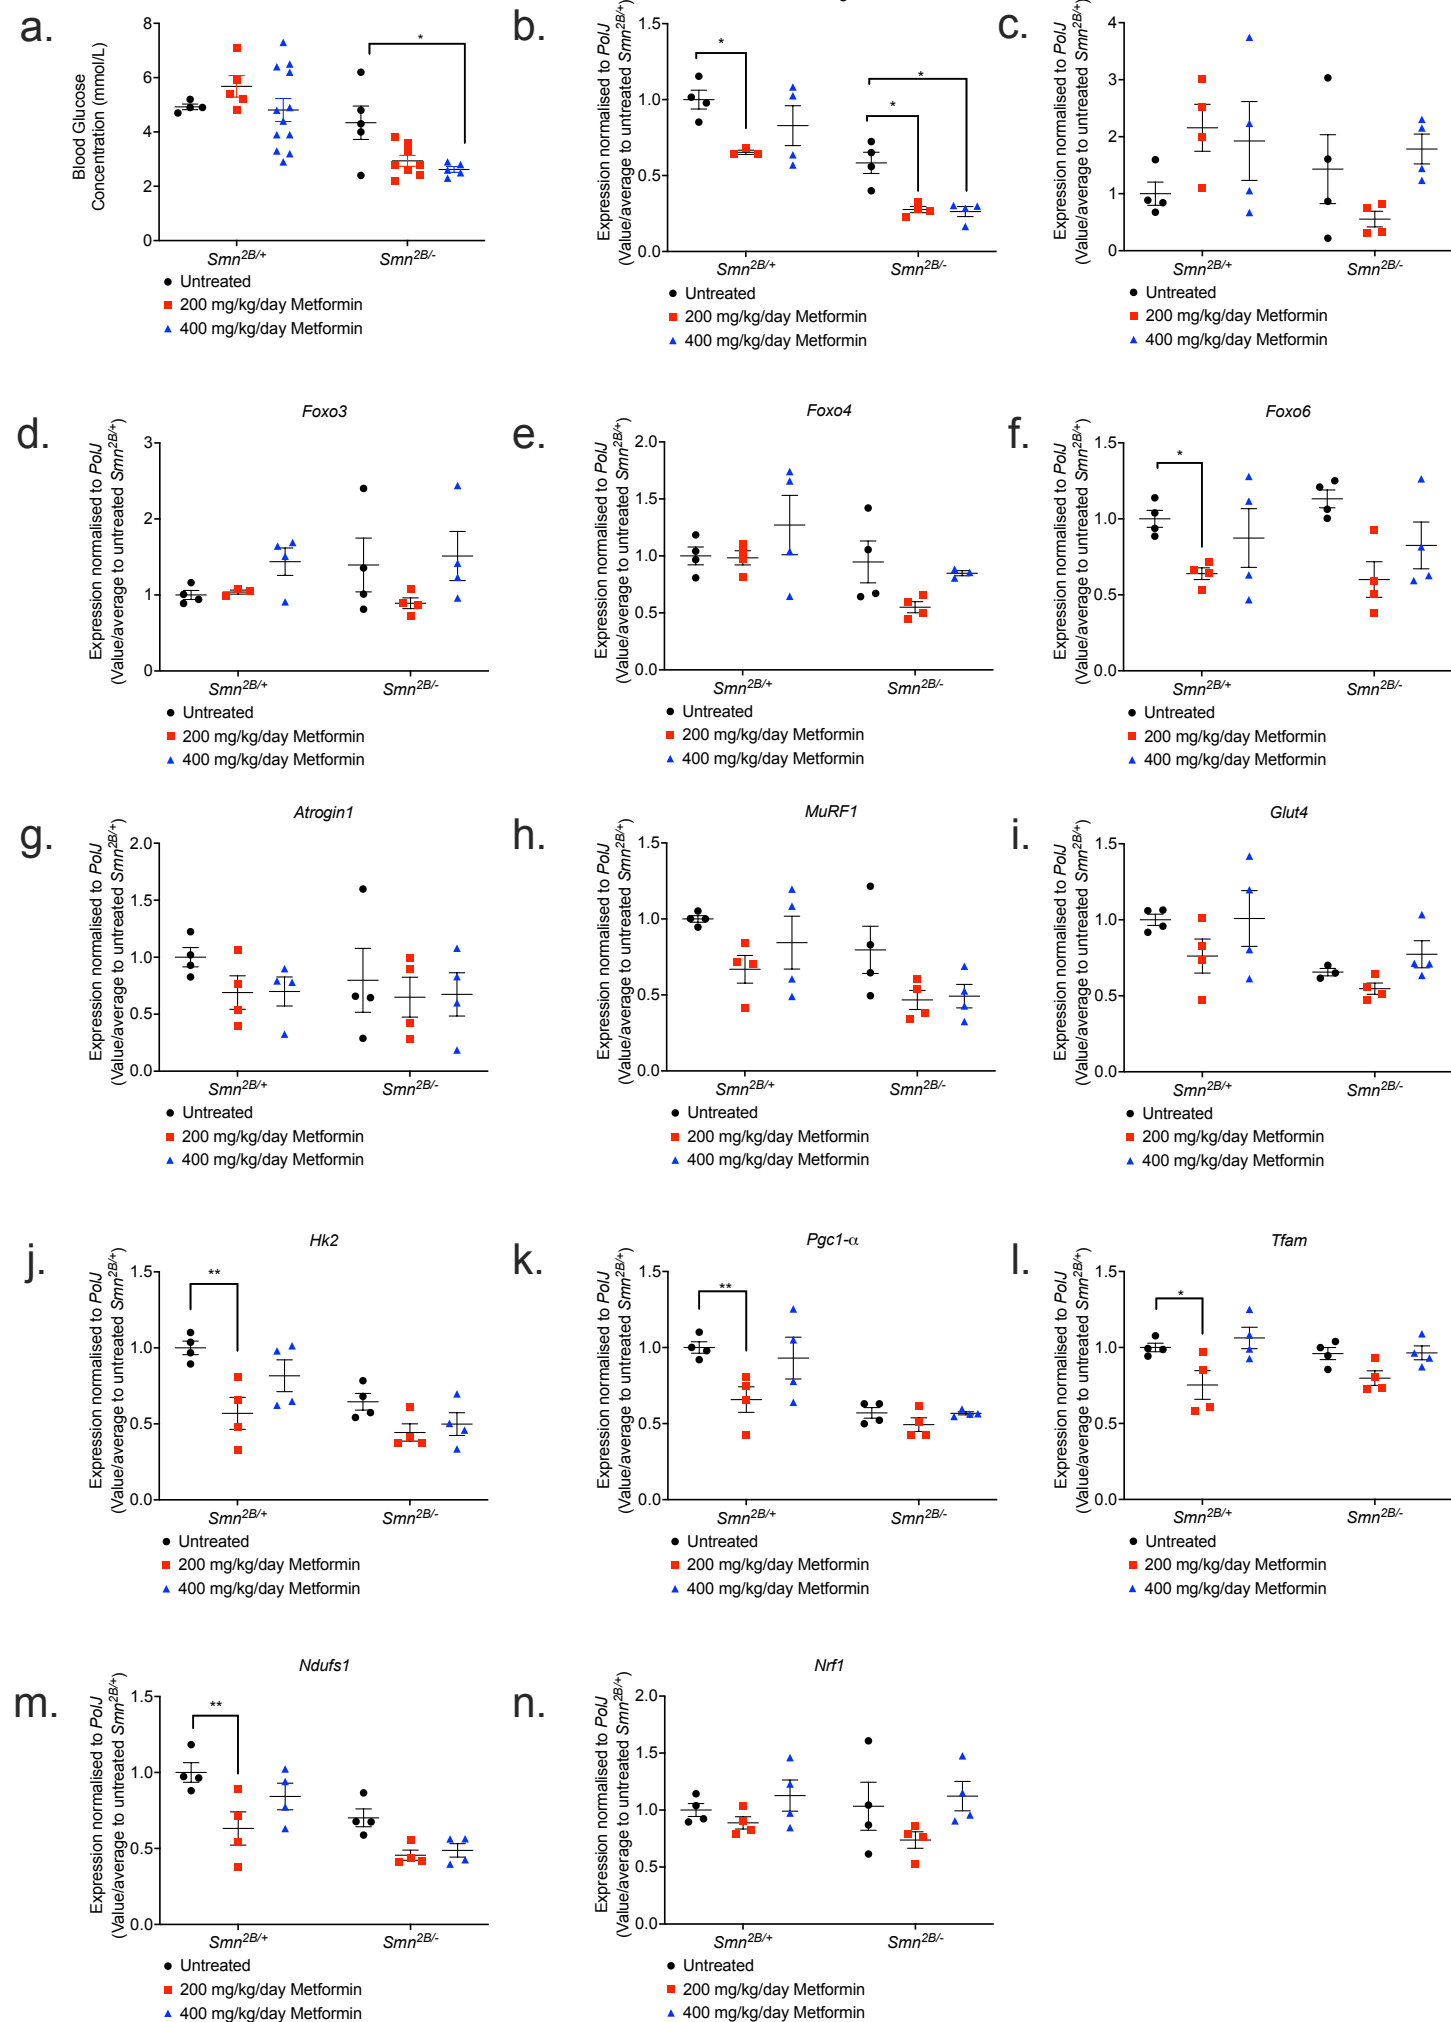 a.
Blood Glucose
Concentration (mmol/L)
8
6
4
2
0
*
Smn2B/+
Smn2B/-
Untreated
200 mg/kg/day Metformin
400 mg/kg/day Metformin
b.
Expression normalised to PolJ
(Value/average to untreated Smn2B/+)
1.5
1.0
0.5
0.0
*
*
*
Smn2B/+
Smn2B/-
Untreated
200 mg/kg/day Metformin
400 mg/kg/day Metformin
c.
Expression normalised to PolJ
(Value/average to untreated Smn2B/+)
4
3
2
1
0
Smn2B/+
Smn2B/-
Untreated
200 mg/kg/day Metformin
400 mg/kg/day Metformin
d.
Foxo3
Expression normalised to PolJ
(Value/average to untreated Smn2B/+)
3
2
1
0
Smn2B/+
Smn2B/-
Untreated
200 mg/kg/day Metformin
400 mg/kg/day Metformin
e.
Foxo4
Expression normalised to PolJ
(Value/average to untreated Smn2B/+)
2.0
1.5
1.0
0.5
0.0
Smn2B/+
Smn2B/-
Untreated
200 mg/kg/day Metformin
400 mg/kg/day Metformin
f.
Foxo6
Expression normalised to PolJ
(Value/average to untreated Smn2B/+)
1.5
1.0
0.5
0.0
*
Smn2B/+
Smn2B/-
Untreated
200 mg/kg/day Metformin
400 mg/kg/day Metformin
g.
Atrogin1
Expression normalised to PolJ
(Value/average to untreated Smn2B/+)
2.0
1.5
1.0
0.5
0.0
Smn2B/+
Smn2B/-
Untreated
200 mg/kg/day Metformin
400 mg/kg/day Metformin
h.
MuRF1
Expression normalised to PolJ
(Value/average to untreated Smn2B/+)
1.5
1.0
0.5
0.0
Smn2B/+
Smn2B/-
Untreated
200 mg/kg/day Metformin
400 mg/kg/day Metformin
i.
Glut4
Expression normalised to PolJ
(Value/average to untreated Smn2B/+)
1.5
1.0
0.5
0.0
Smn2B/+
Smn2B/-
Untreated
200 mg/kg/day Metformin
400 mg/kg/day Metformin
j.
Hk2
Expression normalised to PolJ
(Value/average to untreated Smn2B/+)
1.5
1.0
0.5
0.0
**
Smn2B/+
Smn2B/-
Untreated
200 mg/kg/day Metformin
400 mg/kg/day Metformin
k.
Pgc1-α
Expression normalised to PolJ
(Value/average to untreated Smn2B/+)
1.5
1.0
0.5
0.0
**
Smn2B/+
Smn2B/-
Untreated
200 mg/kg/day Metformin
400 mg/kg/day Metformin
l.
Tfam
Expression normalised to PolJ
(Value/average to untreated Smn2B/+)
1.5
1.0
0.5
0.0
*
Smn2B/+
Smn2B/-
Untreated
200 mg/kg/day Metformin
400 mg/kg/day Metformin
m.
Ndufs1
Expression normalised to PolJ
(Value/average to untreated Smn2B/+)
1.5
1.0
0.5
0.0
**
Smn2B/+
Smn2B/-
Untreated
200 mg/kg/day Metformin
400 mg/kg/day Metformin
n.
Nrf1
Expression normalised to PolJ
(Value/average to untreated Smn2B/+)
2.0
1.5
1.0
0.5
0.0
Smn2B/+
Smn2B/-
Untreated
200 mg/kg/day Metformin
400 mg/kg/day Metformin